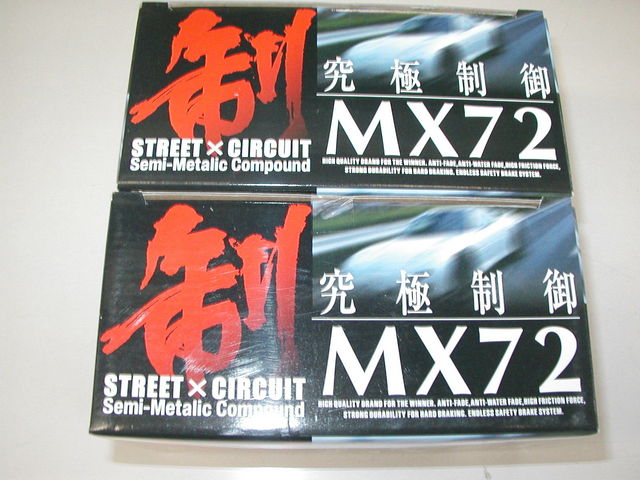 制
STREET × CIRCUIT
Semi-Metalic Compound
究極制御
MX72
HIGH QUALITY BRAND FOR THE WINNER. ANTI-FADE,ANTI-WATER FADE,HIGH FRICTION FORCE,
STRONG DURABILITY FOR HARD BRAKING. ENDLESS SAFETY BRAKE SYSTEM.
制
STREET × CIRCUIT
Semi-Metalic Compound
究極制御
MX72
HIGH QUALITY BRAND FOR THE WINNER. ANTI-FADE,ANTI-WATER FADE,HIGH FRICTION FORCE,
STRONG DURABILITY FOR HARD BRAKING. ENDLESS SAFETY BRAKE SYSTEM.